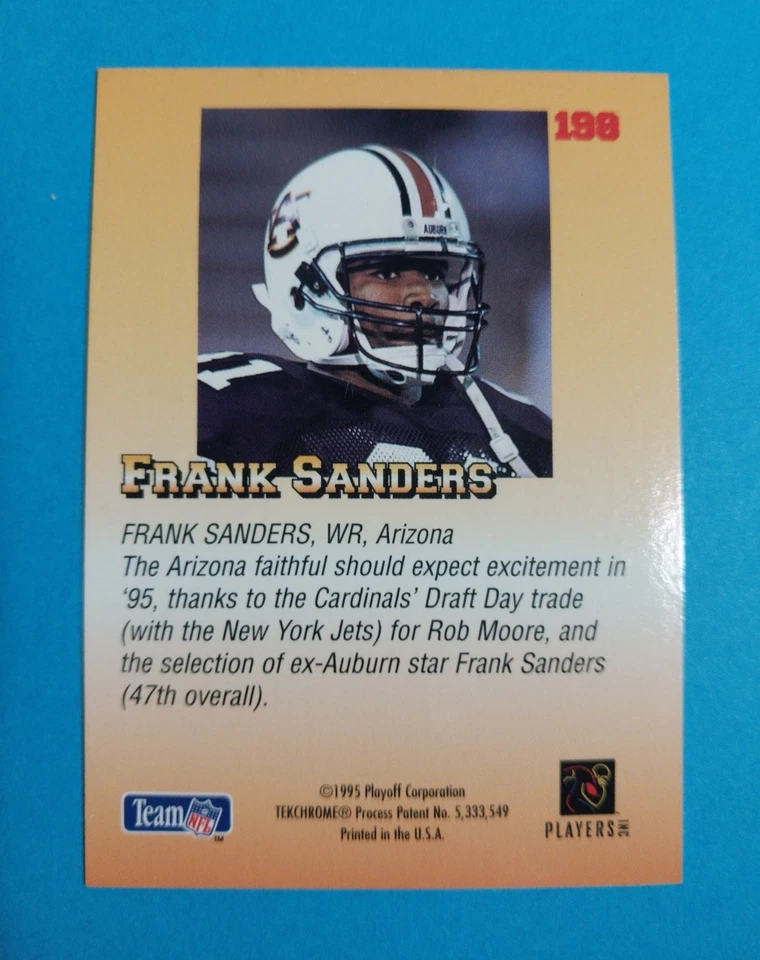 198
AUBURN
FRANK SANDERS
FRANK SANDERS, WR, Arizona
The Arizona faithful should expect excitement in
‘95, thanks to the Cardinals’ Draft Day trade
(with the New York Jets) for Rob Moore, and
the selection of ex-Auburn star Frank Sanders
(47th overall).
©1995 Playoff Corporation
TEKCHROME® Process Patent No. 5,333,549
Printed in the U.S.A.
Team NFL ™
PLAYERS INC